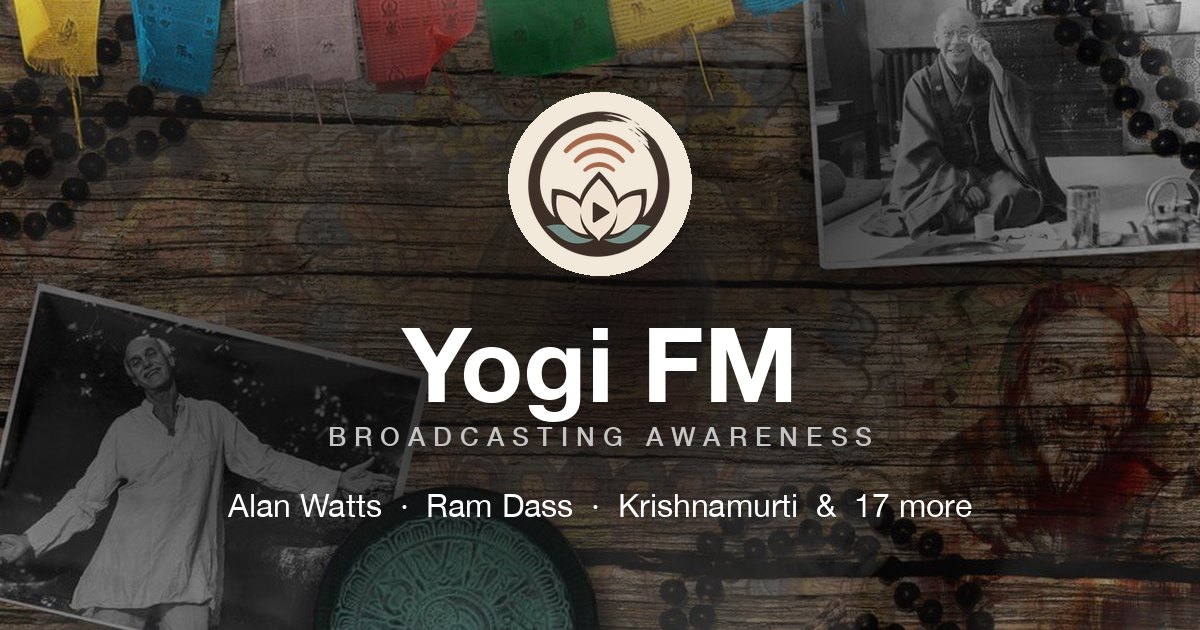 Yogi FM
BROADCASTING AWARENESS
Alan Watts · Ram Dass · Krishnamurti & 17 more